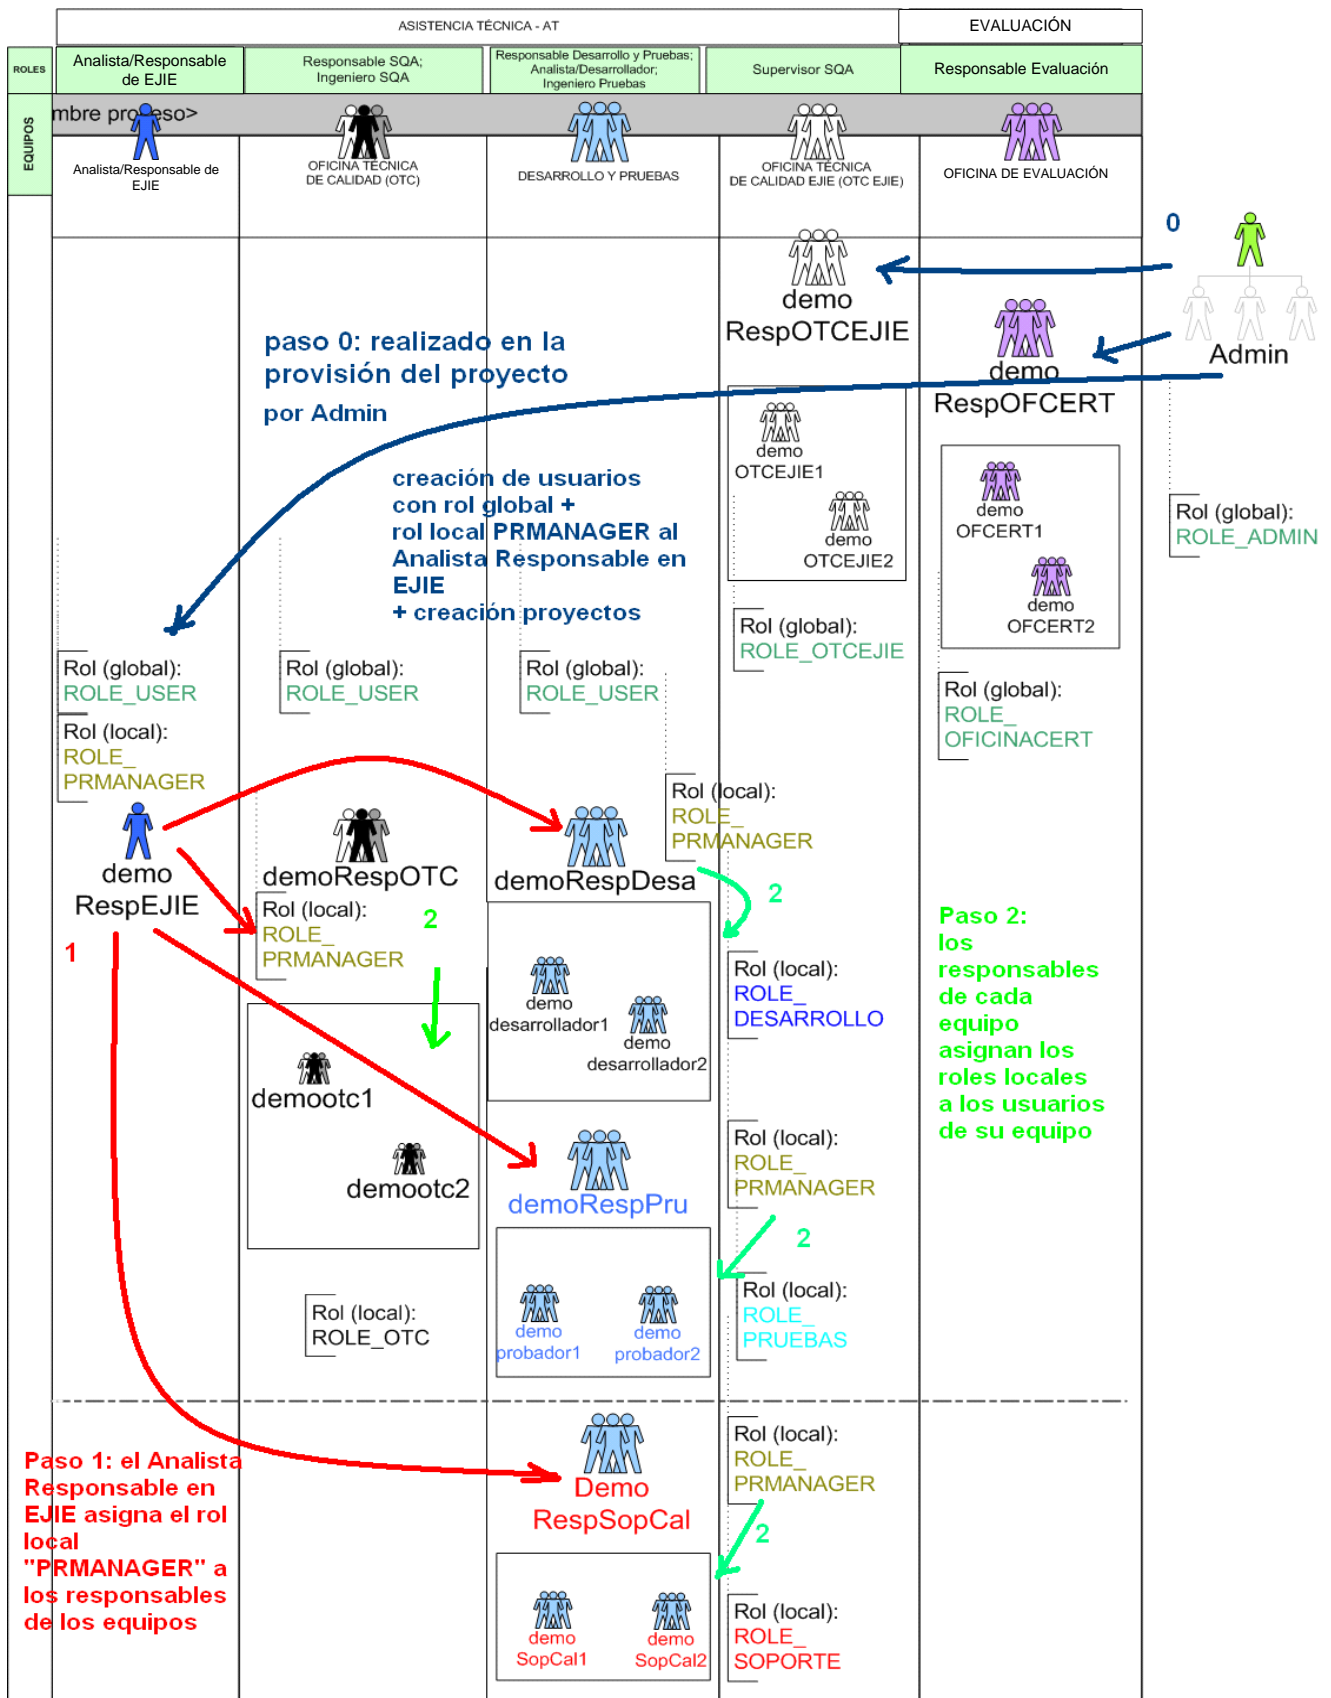 ASISTENCIA TÉCNICA - AT
EVALUACIÓN
ROLES
Analista/Responsable
de EJIE
Responsable SQA;
Ingeniero SQA
Responsable Desarrollo y Pruebas;
Analista/Desarrollador;
Ingeniero Pruebas
Supervisor SQA
Responsable Evaluación
EQUIPOS
mbre proceso>
Analista/Responsable de
EJIE
OFICINA TÉCNICA
DE CALIDAD (OTC)
DESARROLLO Y PRUEBAS
OFICINA TÉCNICA
DE CALIDAD EJIE (OTC EJIE)
OFICINA DE EVALUACIÓN
0
demo
RespOTCEJIE
demo
RespOFCERT
Admin
paso 0: realizado en la
provisión del proyecto
por Admin
demo
OTCEJIE1
demo
OTCEJIE2
demo
OFCERT1
demo
OFCERT2
Rol (global):
ROLE_ADMIN
creación de usuarios
con rol global +
rol local PRMANAGER al
Analista Responsable en
EJIE
+ creación proyectos
Rol (global):
ROLE_OTCEJIE
Rol (global):
ROLE_
OFICINACERT
Rol (global):
ROLE_USER
Rol (global):
ROLE_USER
Rol (global):
ROLE_USER
Rol (local):
ROLE_
PRMANAGER
Rol (local):
ROLE_
PRMANAGER
demo
RespEJIE
demoRespOTC
demoRespDesa
1
Rol (local):
ROLE_
PRMANAGER
2
2
Paso 2:
los
responsables
de cada
equipo
asignan los
roles locales
a los usuarios
de su equipo
demo
desarrollador1
demo
desarrollador2
Rol (local):
ROLE_
DESARROLLO
demootc1
demootc2
demoRespPru
Rol (local):
ROLE_
PRMANAGER
2
demo
probador1
demo
probador2
Rol (local):
ROLE_
PRUEBAS
Rol (local):
ROLE_OTC
Paso 1: el Analista
Responsable en
EJIE asigna el rol
local
"PRMANAGER" a
los responsables
de los equipos
Demo
RespSopCal
Rol (local):
ROLE_
PRMANAGER
2
demo
SopCal1
demo
SopCal2
Rol (local):
ROLE_
SOPORTE